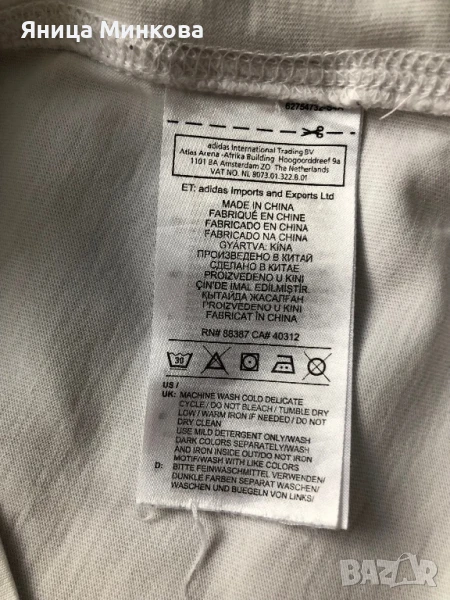 Яница Минкова
adidas International Trading BV
Atlas Arena -Afrika Building Hoogoorddreef 9a
1101 BA Amsterdam ZO The Netherlands
VAT NO. NL 8073.01.322.B.01
ET: adidas Imports and Exports Ltd
MADE IN CHINA
FABRIQUÉ EN CHINE
FABRICADO EN CHINA
FABRICADO NA CHINA
GYÁRTVA: KÍNA
ПРОИЗВЕДЕНО В КИТАЙ
СДЕЛАНО В КИТАЕ
PROIZVEDENO U KINI
ÇİN'DE IMAL EDILMIŞTIR
КЫТАЙДА ЖАСАЛҒАН
PROIZVEDENO U KINI
FABRICAT ÎN CHINA
RN# 88387 CA# 40312
30
US /
UK: MACHINE WASH COLD DELICATE
CYCLE / DO NOT BLEACH / TUMBLE DRY
LOW / WARM IRON IF NEEDED / DO NOT
DRY CLEAN
USE MILD DETERGENT ONLY/WASH
DARK COLORS SEPARATELY/WASH
AND IRON INSIDE OUT/DO NOT IRON
MOTIF/WASH WITH LIKE COLORS
D: BITTE FEINWASCHMITTEL VERWENDEN/
DUNKLE FARBEN SEPARAT WASCHEN/
WASCHEN UND BUEGELN VON LINKS/
BAZAR